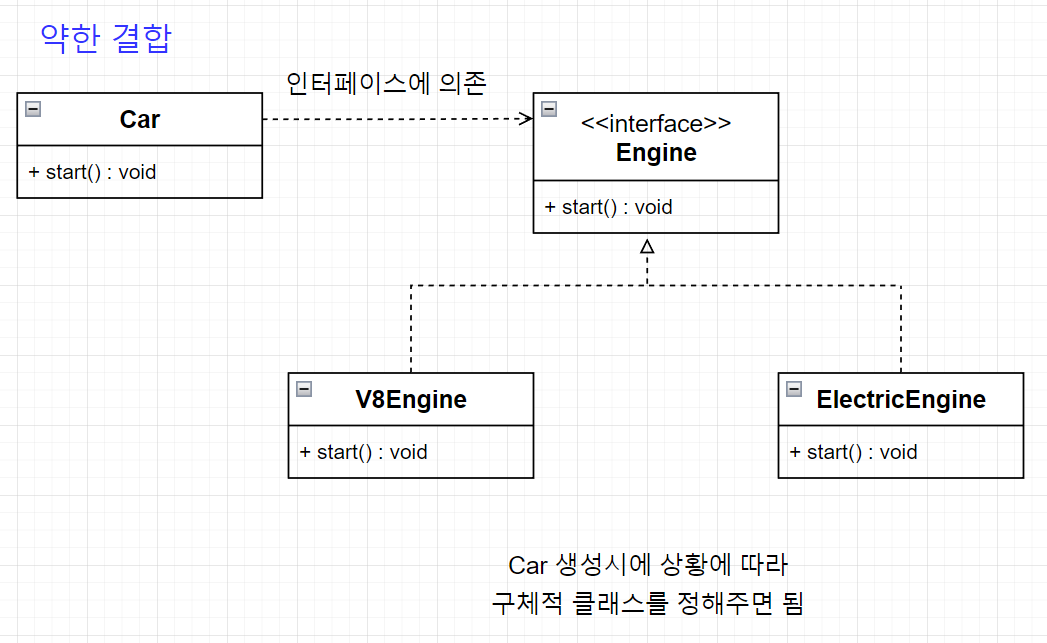 약한 결합
인터페이스에 의존
Car
+ start() : void
<<interface>>
Engine
+ start() : void
V8Engine
+ start() : void
ElectricEngine
+ start() : void
Car 생성시에 상황에 따라
구체적 클래스를 정해주면 됨